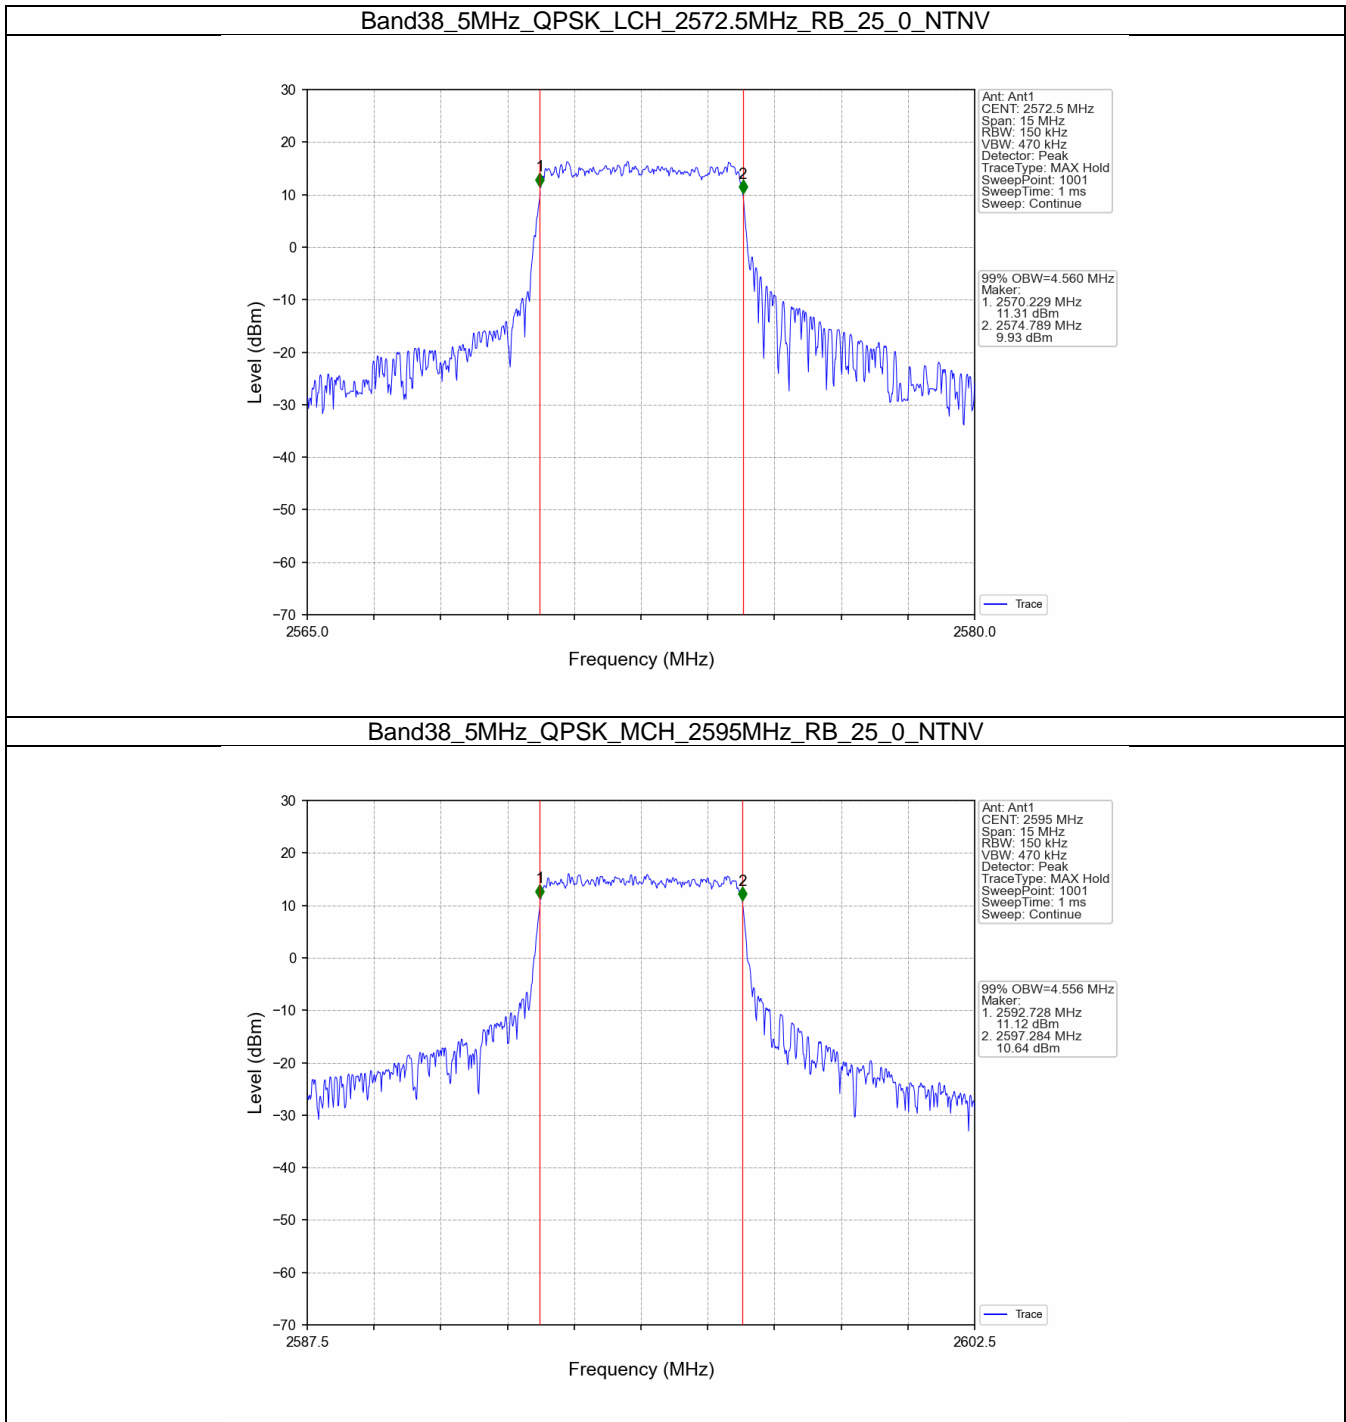 Band38_5MHz_QPSK_LCH_2572.5MHz_RB_25_0_NTNV
30
20
10
0
−10
−20
−30
−40
−50
−60
−70
Level (dBm)
1
2
2565.0
2580.0
Frequency (MHz)
Ant: Ant1
CENT: 2572.5 MHz
Span: 15 MHz
RBW: 150 kHz
VBW: 470 kHz
Detector: Peak
TraceType: MAX Hold
SweepPoint: 1001
SweepTime: 1 ms
Sweep: Continue
99% OBW=4.560 MHz
Maker:
1. 2570.229 MHz
11.31 dBm
2. 2574.789 MHz
9.93 dBm
Trace
Band38_5MHz_QPSK_MCH_2595MHz_RB_25_0_NTNV
30
20
10
0
−10
−20
−30
−40
−50
−60
−70
Level (dBm)
1
2
2587.5
2602.5
Frequency (MHz)
Ant: Ant1
CENT: 2595 MHz
Span: 15 MHz
RBW: 150 kHz
VBW: 470 kHz
Detector: Peak
TraceType: MAX Hold
SweepPoint: 1001
SweepTime: 1 ms
Sweep: Continue
99% OBW=4.556 MHz
Maker:
1. 2592.728 MHz
11.12 dBm
2. 2597.284 MHz
10.64 dBm
Trace